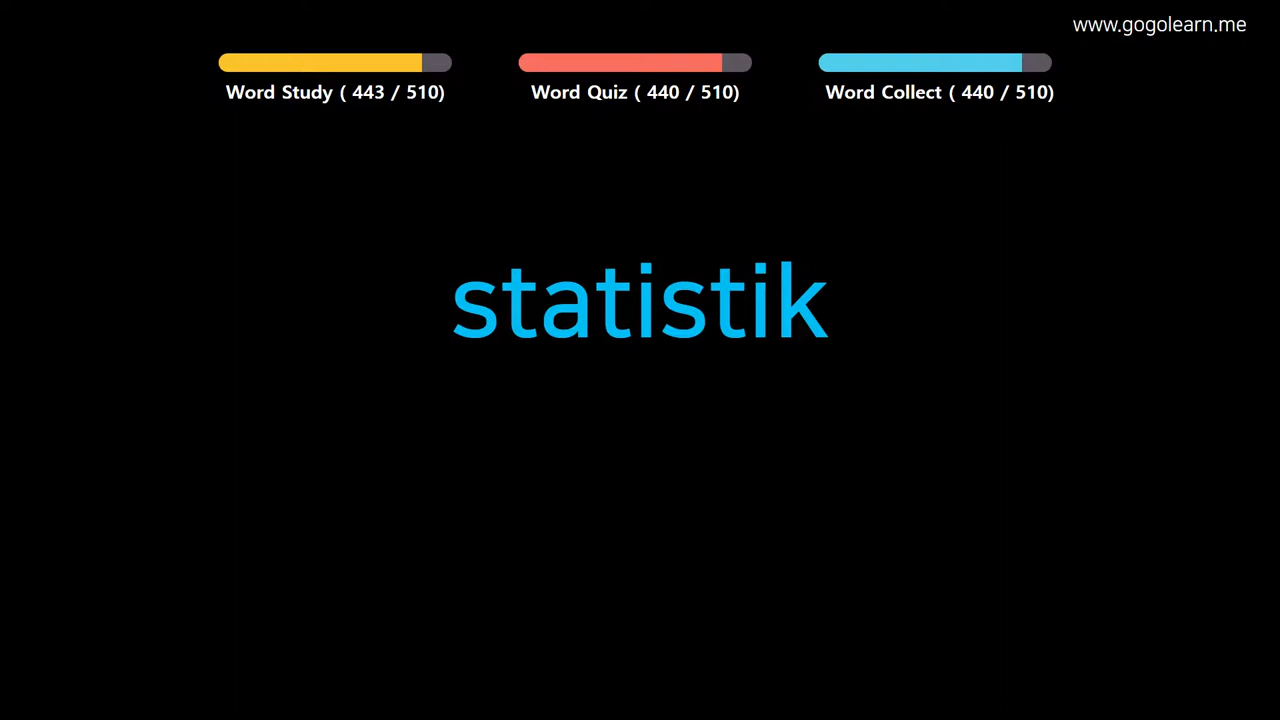 www.gogolearn.me
Word Study ( 443 / 510)
Word Quiz ( 440 / 510)
Word Collect ( 440 / 510)
statistik